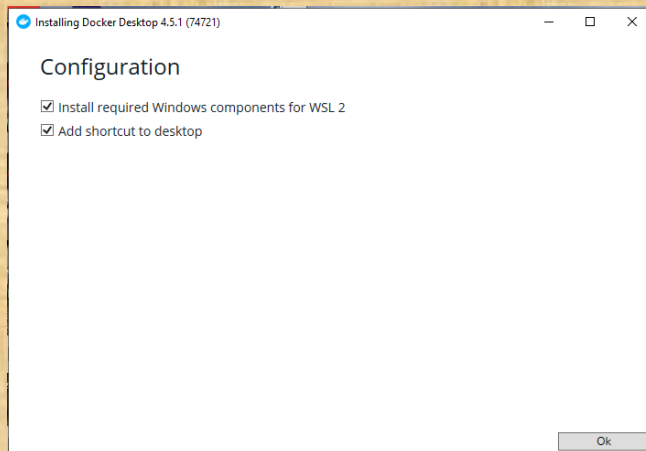 Installing Docker Desktop 4.5.1 (74721)
Configuration
Install required Windows components for WSL 2
Add shortcut to desktop
Ok